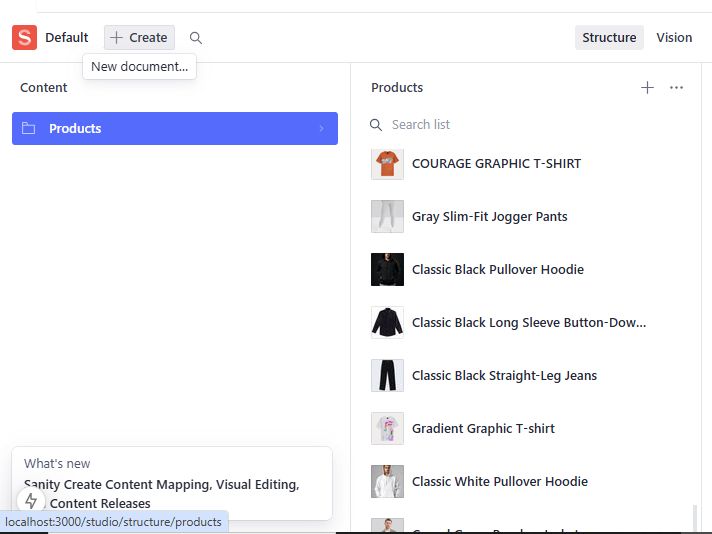 Default
Create
Structure
Vision
New document...
Content
Products
Products
Search list
COURAGE GRAPHIC T-SHIRT
Gray Slim-Fit Jogger Pants
Classic Black Pullover Hoodie
Classic Black Long Sleeve Button-Dow...
Classic Black Straight-Leg Jeans
Gradient Graphic T-shirt
Classic White Pullover Hoodie
What's new
Sanity Create Content Mapping, Visual Editing,
Content Releases
localhost:3000/studio/structure/products